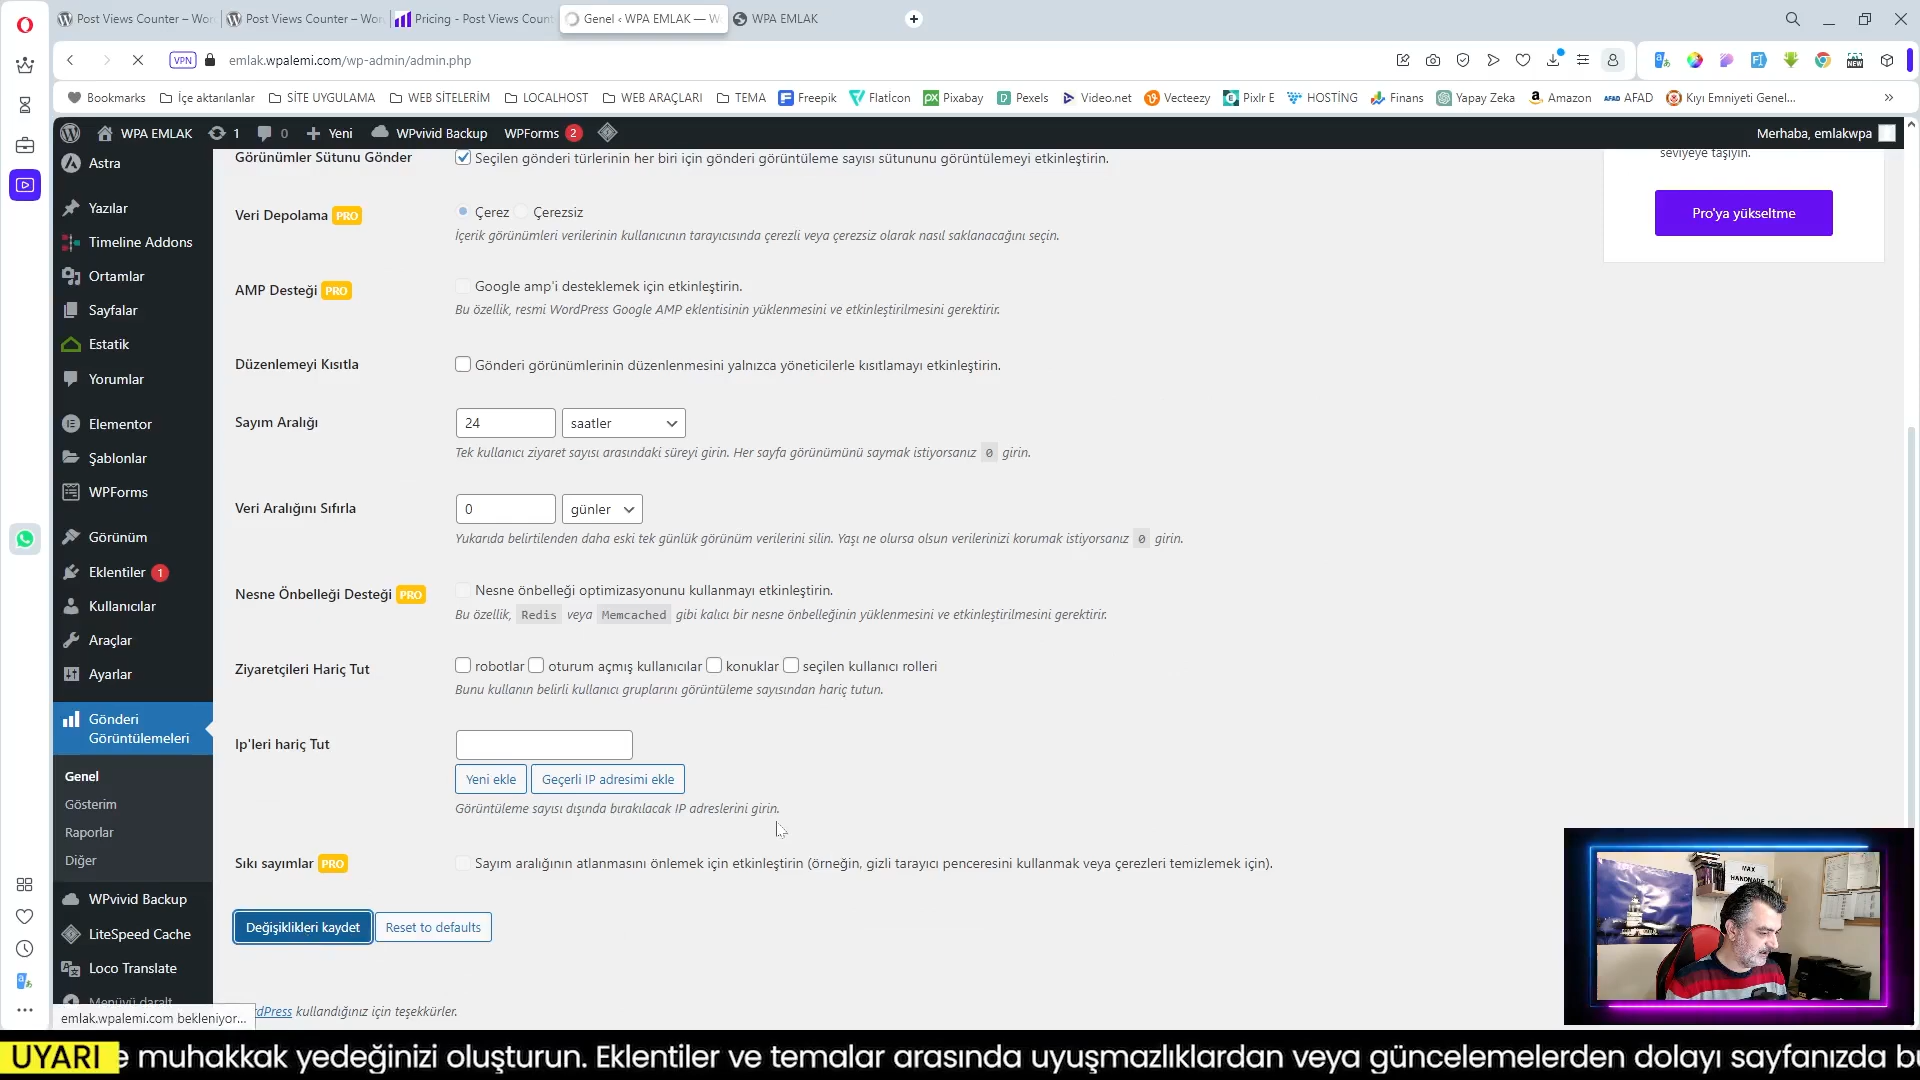 Post Views Counter – Wor
Post Views Counter – Wor
Pricing - Post Views Count
Genel ‹ WPA EMLAK — W
WPA EMLAK
VPN
emlak.wpalemi.com/wp-admin/admin.php
NEW
Bookmarks
İçe aktarılanlar
SİTE UYGULAMA
WEB SİTELERİM
LOCALHOST
WEB ARAÇLARI
TEMA
Freepik
Flatİcon
Pixabay
Pexels
Video.net
Vecteezy
Pixlr E
HOSTİNG
Finans
Yapay Zeka
Amazon
AFAD
AFAD
Kıyı Emniyeti Genel...
WPA EMLAK
1
0
Yeni
WPvivid Backup
WPForms
2
Merhaba, emlakwpa
Astra
Yazılar
Timeline Addons
Ortamlar
Sayfalar
Estatik
Yorumlar
Elementor
Şablonlar
WPForms
Görünüm
Eklentiler 1
Kullanıcılar
Araçlar
Ayarlar
Gönderi
Görüntülemeleri
Genel
Gösterim
Raporlar
Diğer
WPvivid Backup
LiteSpeed Cache
Loco Translate
Menüyü daralt
emlak.wpalemi.com bekleniyor...
Görünümler Sütunu Gönder
Seçilen gönderi türlerinin her biri için gönderi görüntüleme sayısı sütununu görüntülemeyi etkinleştirin.
seviyeye taşıyın.
Pro'ya yükseltme
Veri Depolama PRO
Çerez
Çerezsiz
İçerik görünümleri verilerinin kullanıcının tarayıcısında çerezli veya çerezsiz olarak nasıl saklanacağını seçin.
AMP Desteği PRO
Google amp'i desteklemek için etkinleştirin.
Bu özellik, resmi WordPress Google AMP eklentisinin yüklenmesini ve etkinleştirilmesini gerektirir.
Düzenlemeyi Kısıtla
Gönderi görünümlerinin düzenlenmesini yalnızca yöneticilerle kısıtlamayı etkinleştirin.
Sayım Aralığı
24
saatler
Tek kullanıcı ziyaret sayısı arasındaki süreyi girin. Her sayfa görünümünü saymak istiyorsanız 0 girin.
Veri Aralığını Sıfırla
0
günler
Yukarıda belirtilenden daha eski tek günlük görünüm verilerini silin. Yaşı ne olursa olsun verilerinizi korumak istiyorsanız 0 girin.
Nesne Önbelleği Desteği PRO
Nesne önbelleği optimizasyonunu kullanmayı etkinleştirin.
Bu özellik, Redis veya Memcached gibi kalıcı bir nesne önbelleğinin yüklenmesini ve etkinleştirilmesini gerektirir.
Ziyaretçileri Hariç Tut
robotlar
oturum açmış kullanıcılar
konuklar
seçilen kullanıcı rolleri
Bunu kullanın belirli kullanıcı gruplarını görüntüleme sayısından hariç tutun.
Ip'leri hariç Tut
Yeni ekle
Geçerli IP adresimi ekle
Görüntüleme sayısı dışında bırakılacak IP adreslerini girin.
Sıkı sayımlar PRO
Sayım aralığının atlanmasını önlemek için etkinleştirin (örneğin, gizli tarayıcı penceresini kullanmak veya çerezleri temizlemek için).
Değişiklikleri kaydet
Reset to defaults
dPress kullandığınız için teşekkürler.
MAX
HANDMADE
UYARI
e muhakkak yedeğinizi oluşturun. Eklentiler ve temalar arasında uyuşmazlıklardan veya güncelemelerden dolayı sayfanızda bu